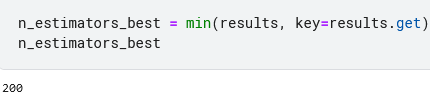 n_estimators_best = min(results, key=results.get)
n_estimators_best
200